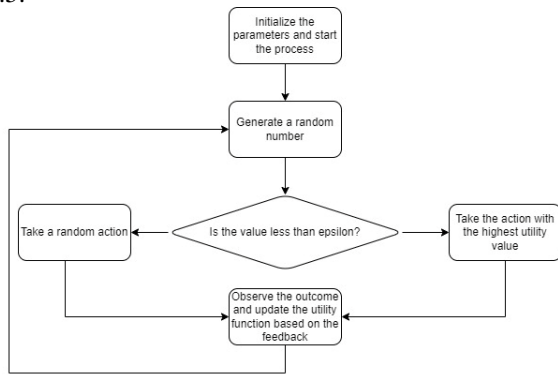 Initialize the
parameters and start
the process
Generate a random
number
Is the value less than epsilon?
Take a random action
Take the action with
the highest utility
value
Observe the outcome
and update the utility
function based on the
feedback